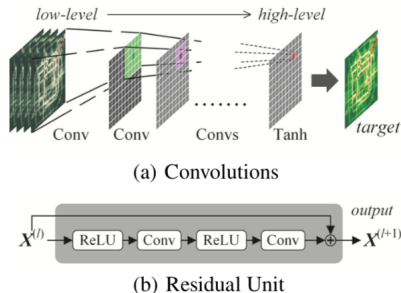 low-level
high-level
Conv
Conv
Convs
Tanh
target
(a) Convolutions
output
X(l)
ReLU
Conv
ReLU
Conv
+
X(l+1)
(b) Residual Unit